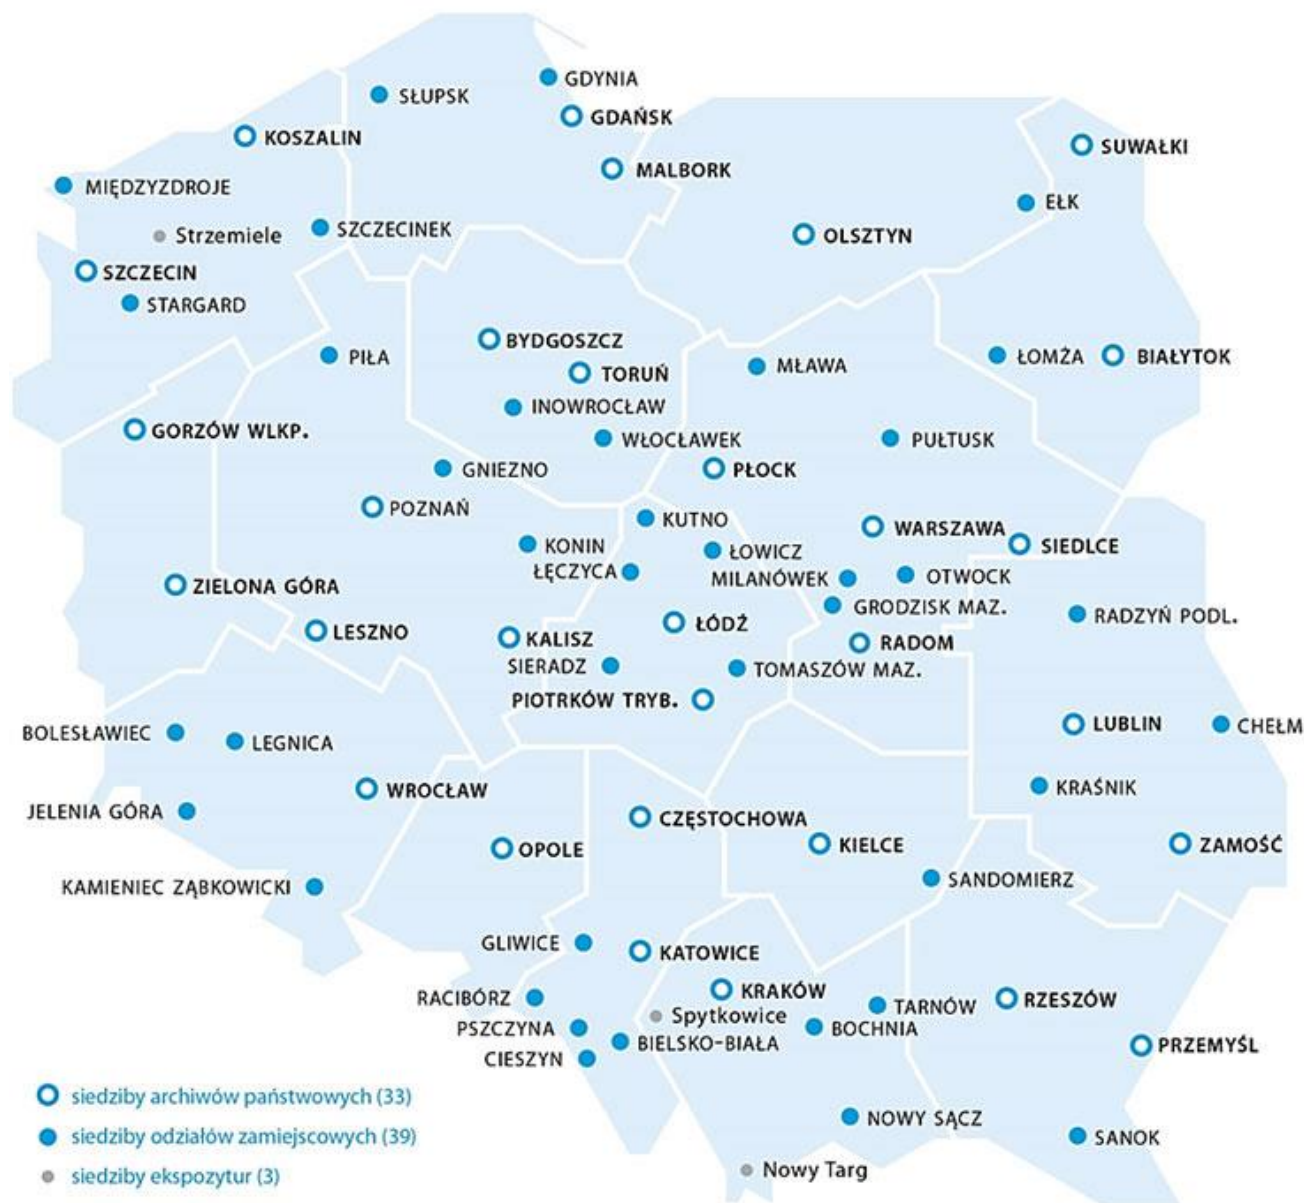 GDYNIA
SŁUPSK
GDAŃSK
KOSZALIN
SUWAŁKI
MALBORK
MIĘDZYZDROJE
EŁK
SZCZECINEK
Strzemiele
OLSZTYN
SZCZECIN
STARGARD
BYDGOSZCZ
PIŁA
ŁOMŻA
BIAŁYTOK
MŁAWA
TORUŃ
INOWROCŁAW
GORZÓW WLKP.
WŁOCŁAWEK
PUŁTUSK
GNIEZNO
PŁOCK
POZNAŃ
KUTNO
WARSZAWA
KONIN
ŁOWICZ
SIEDLCE
ŁĘCZYCA
MILANÓWEK
OTWOCK
ZIELONA GÓRA
GRODZISK MAZ.
RADZYŃ PODL.
LESZNO
KALISZ
ŁÓDŹ
RADOM
SIERADZ
TOMASZÓW MAZ.
PIOTRKÓW TRYB.
BOLESŁAWIEC
LEGNICA
LUBLIN
CHEŁM
WROCŁAW
KRAŚNIK
JELENIA GÓRA
CZĘSTOCHOWA
OPOLE
KIELCE
ZAMOŚĆ
KAMIENIEC ZĄBKOWICKI
SANDOMIERZ
GLIWICE
KATOWICE
KRAKÓW
RACIBÓRZ
TARNÓW
RZESZÓW
Spytkowice
PSZCZYNA
BOCHNIA
BIELSKO-BIAŁA
PRZEMYŚL
CIESZYN
NOWY SĄCZ
SANOK
Nowy Targ
siedziby archiwów państwowych (33)
siedziby odziałów zamiejscowych (39)
siedziby ekspozytur (3)